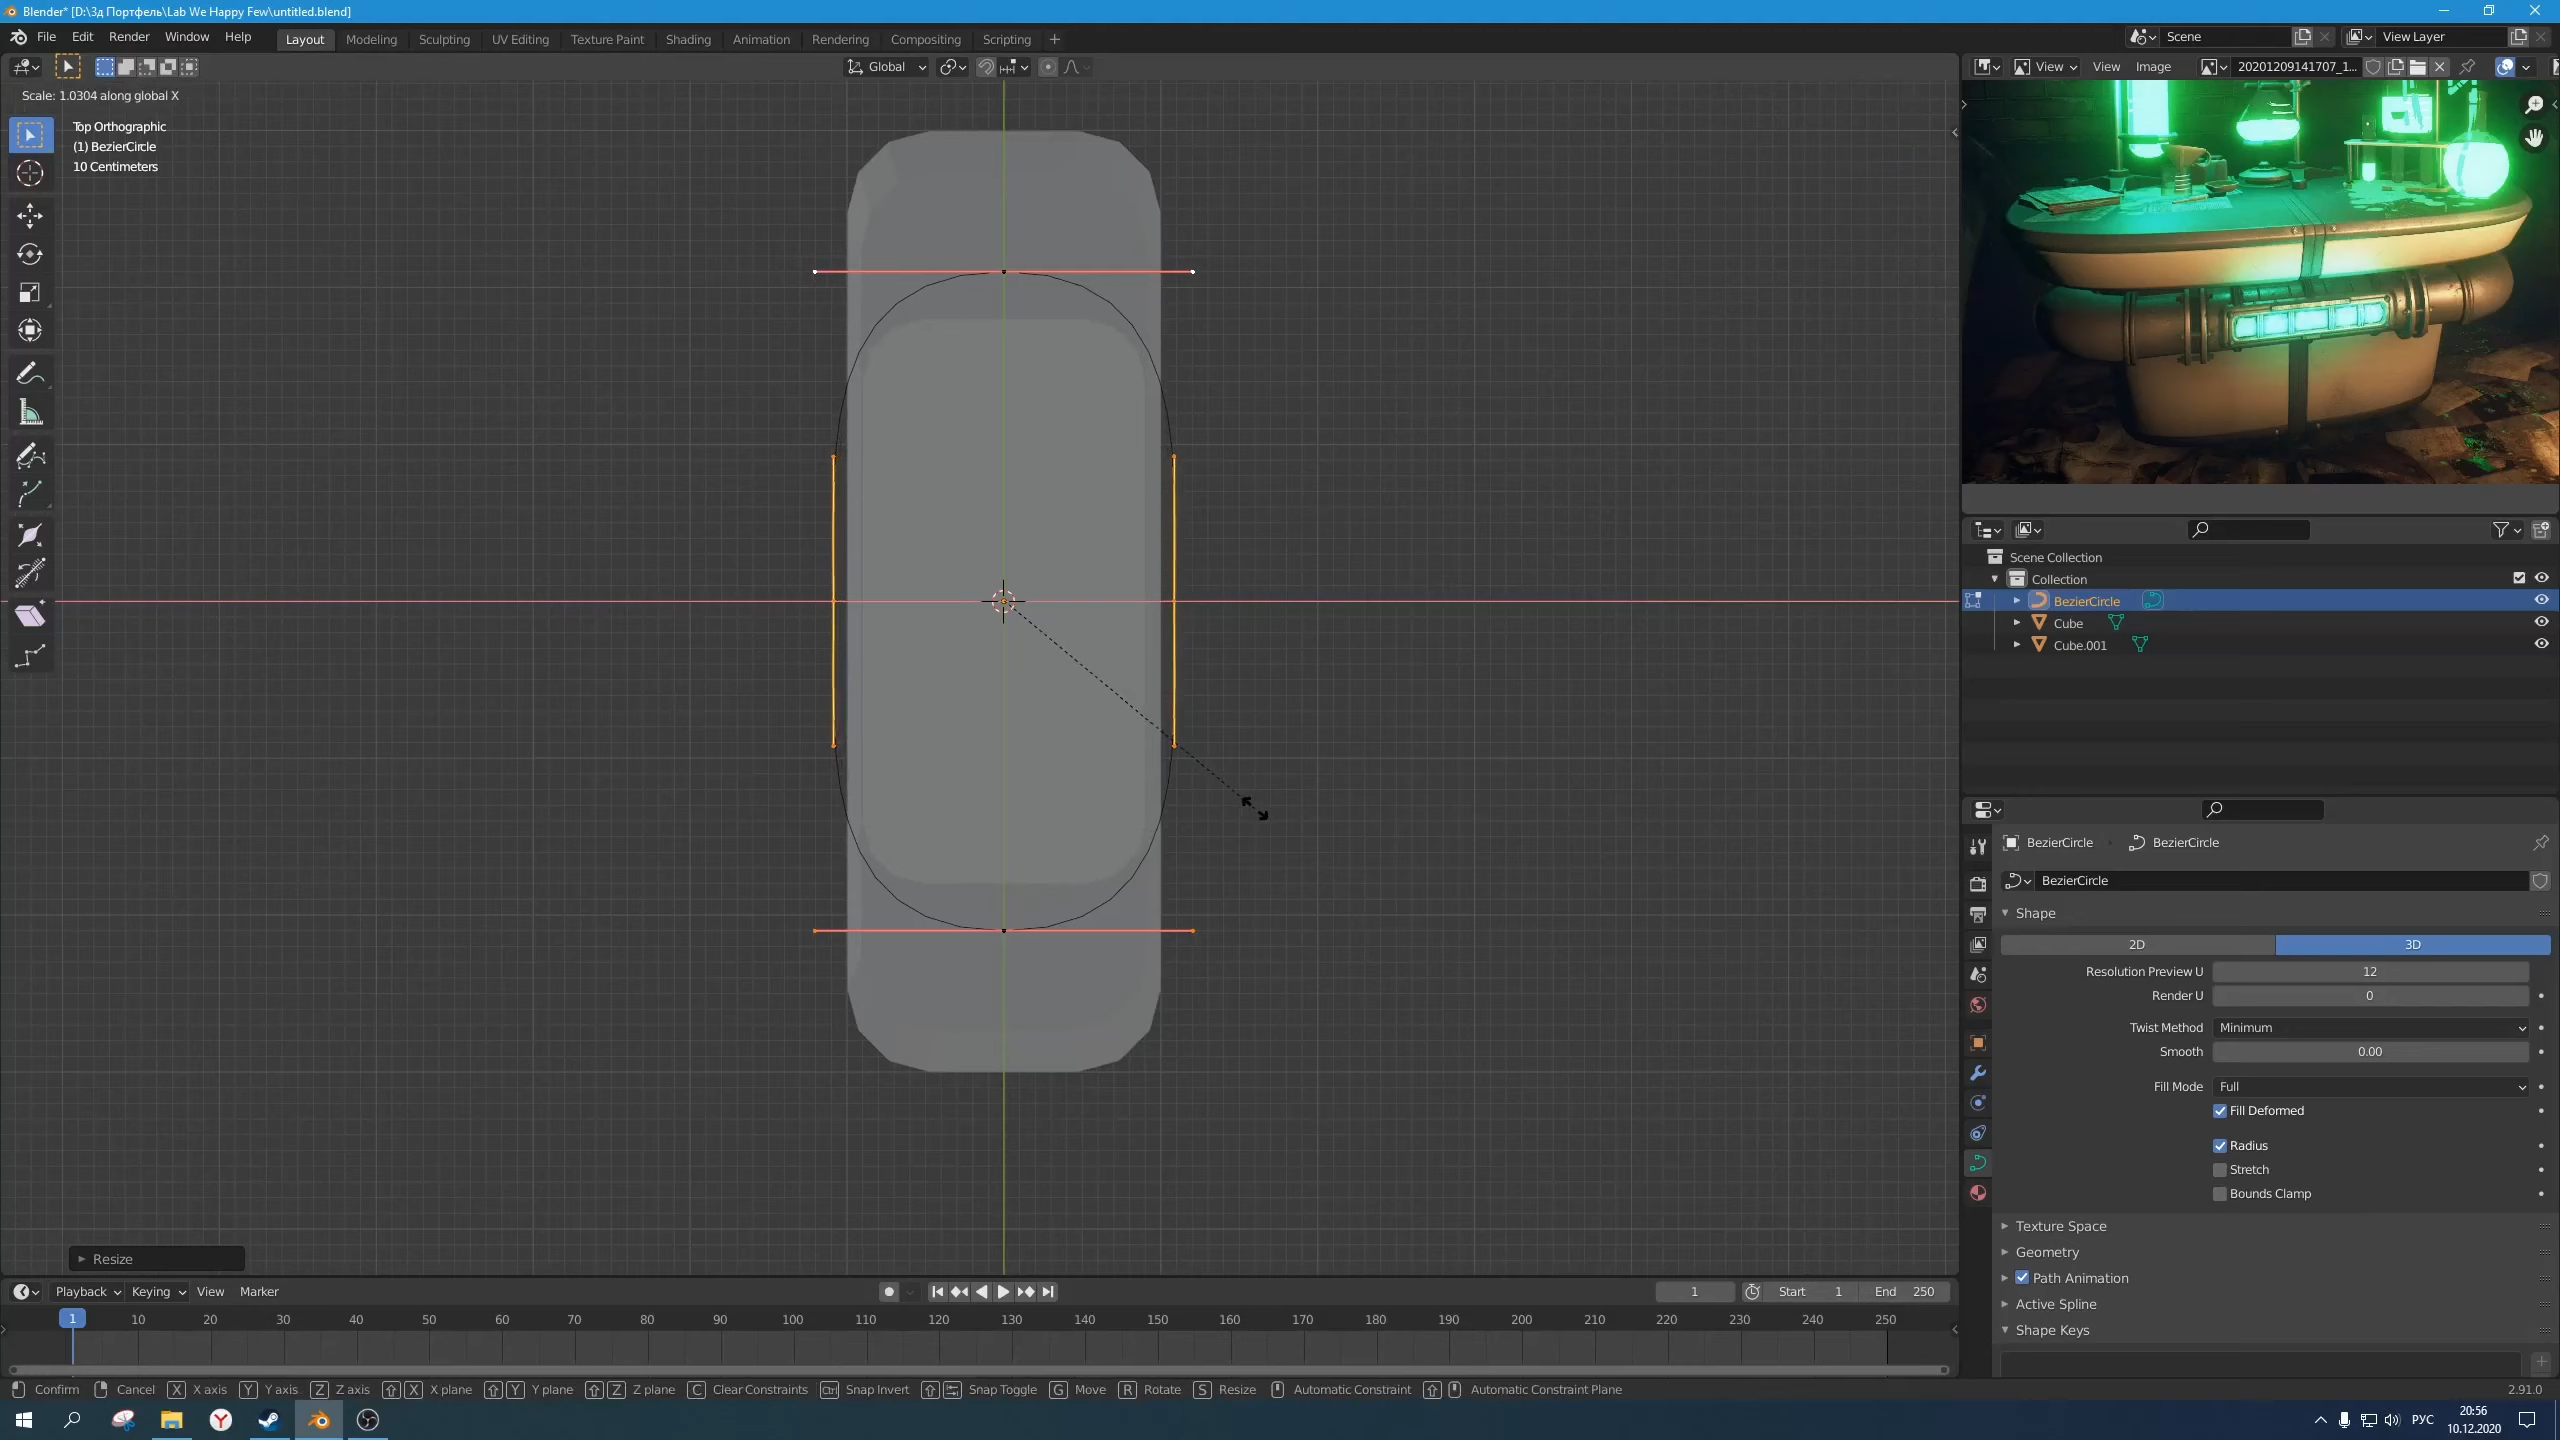 Blender* [D:\3д Портфель\Lab We Happy Few\untitled.blend]
File Edit Render Window Help Layout Modeling Sculpting UV Editing Texture Paint Shading Animation Rendering Compositing Scripting + Scene View Layer
Global View View Image 20201209141707_1...
Scale: 1.0304 along global X
Top Orthographic
(1) BezierCircle
10 Centimeters
Scene Collection
Collection
BezierCircle
Cube
Cube.001
BezierCircle BezierCircle
BezierCircle
Shape
2D 3D
Resolution Preview U 12
Render U 0
Twist Method Minimum
Smooth 0.00
Fill Mode Full
Fill Deformed
Radius
Stretch
Bounds Clamp
Texture Space
Geometry
Path Animation
Active Spline
Shape Keys
Resize
Playback Keying View Marker 1 Start 1 End 250
1 10 20 30 40 50 60 70 80 90 100 110 120 130 140 150 160 170 180 190 200 210 220 230 240 250
Confirm Cancel X X axis Y Y axis Z Z axis X X plane Y Y plane Z Z plane C Clear Constraints Ctrl Snap Invert Snap Toggle G Move R Rotate S Resize Automatic Constraint Automatic Constraint Plane 2.91.0
РУС
20:56
10.12.2020